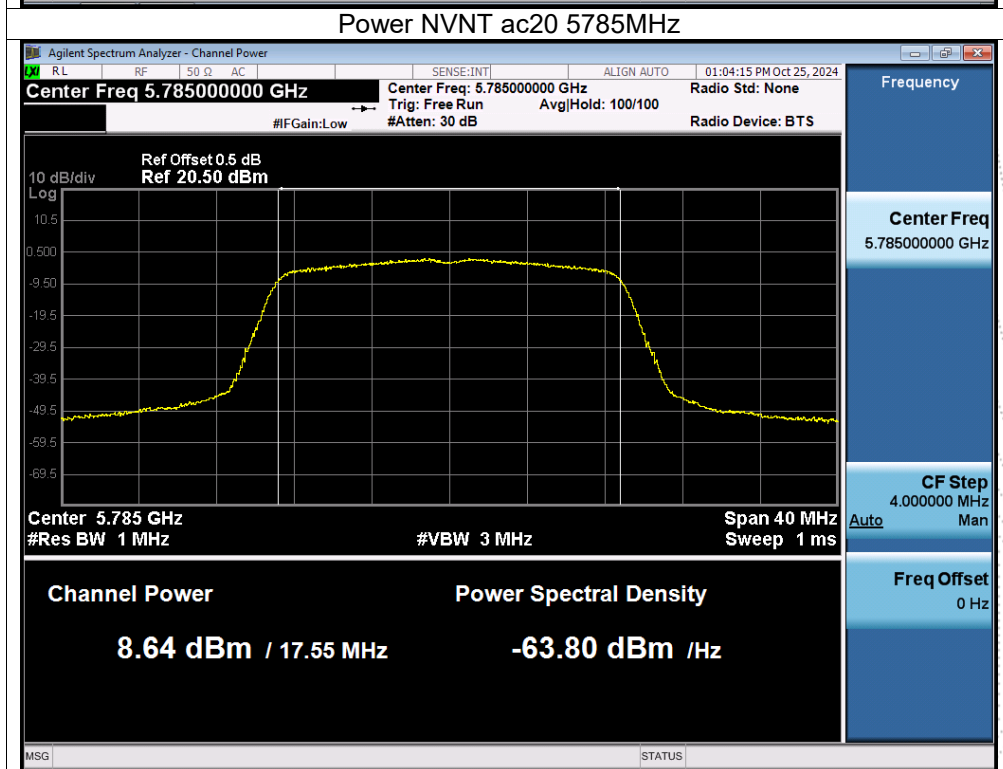 Power NVNT ac20 5785MHz
Agilent Spectrum Analyzer - Channel Power
LXI RL RF 50 Ω AC SENSE:INT ALIGN AUTO 01:04:15 PM Oct 25, 2024
Center Freq 5.785000000 GHz
Center Freq: 5.785000000 GHz Radio Std: None
Trig: Free Run Avg|Hold: 100/100
#IFGain:Low #Atten: 30 dB Radio Device: BTS
Frequency
Ref Offset 0.5 dB
10 dB/div Ref 20.50 dBm
Log
10.5
0.500
-9.50
-19.5
-29.5
-39.5
-49.5
-59.5
-69.5
Center Freq
5.785000000 GHz
CF Step
4.000000 MHz
Auto Man
Freq Offset
0 Hz
Center 5.785 GHz Span 40 MHz
#Res BW 1 MHz #VBW 3 MHz Sweep 1 ms
Channel Power Power Spectral Density
8.64 dBm / 17.55 MHz -63.80 dBm /Hz
MSG STATUS